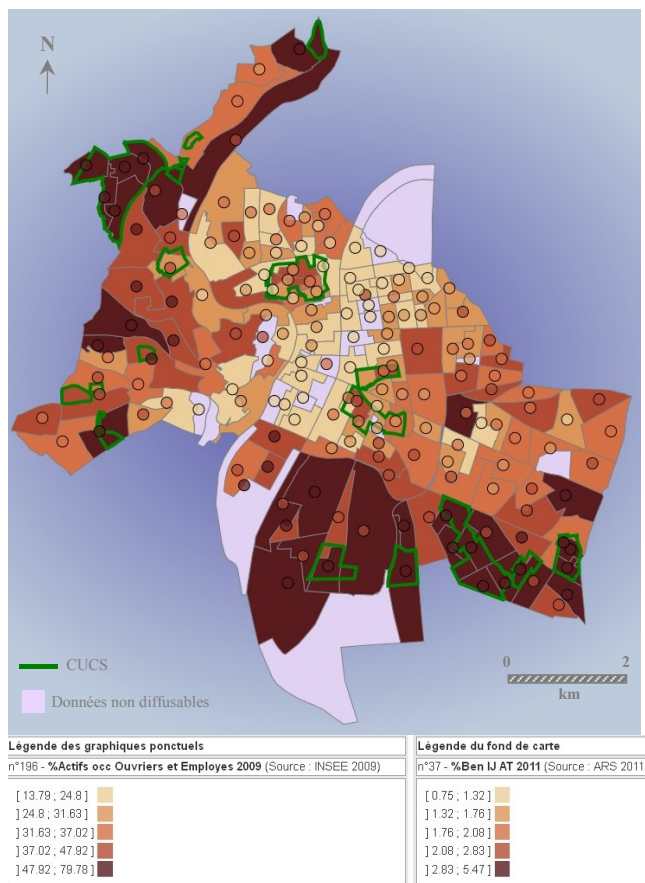 N
CUCS
Données non diffusables
0 2
km
Légende des graphiques ponctuels
n°196 - %Actifs occ Ouvriers et Employes 2009 (Source : INSEE 2009)
[ 13.79 ; 24.8 ]
] 24.8 ; 31.63 ]
] 31.63 ; 37.02 ]
] 37.02 ; 47.92 ]
] 47.92 ; 79.78 ]
Légende du fond de carte
n°37 - %Ben IJ AT 2011 (Source : ARS 2011
[ 0.75 ; 1.32 ]
] 1.32 ; 1.76 ]
] 1.76 ; 2.08 ]
] 2.08 ; 2.83 ]
] 2.83 ; 5.47 ]